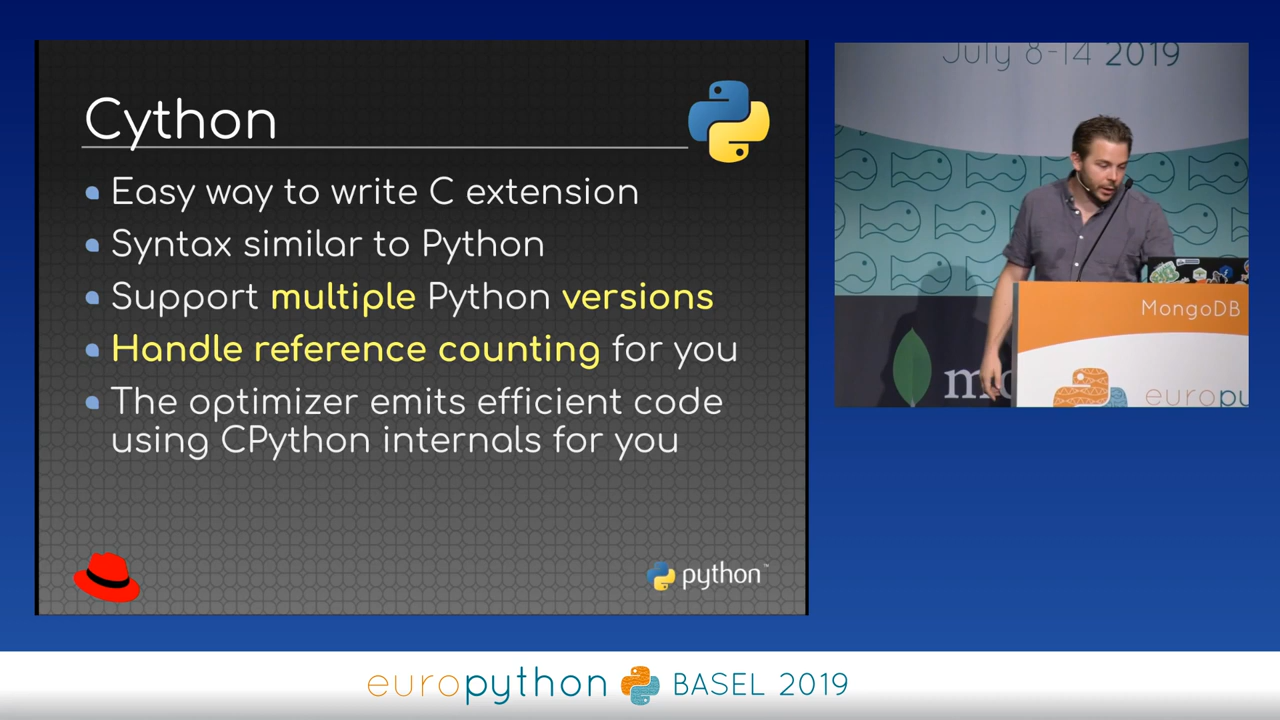 Cython
Easy way to write C extension
Syntax similar to Python
Support multiple Python versions
Handle reference counting for you
The optimizer emits efficient code
using CPython internals for you
python
July 8-14 2019
MongoDB
europy
europython BASEL 2019